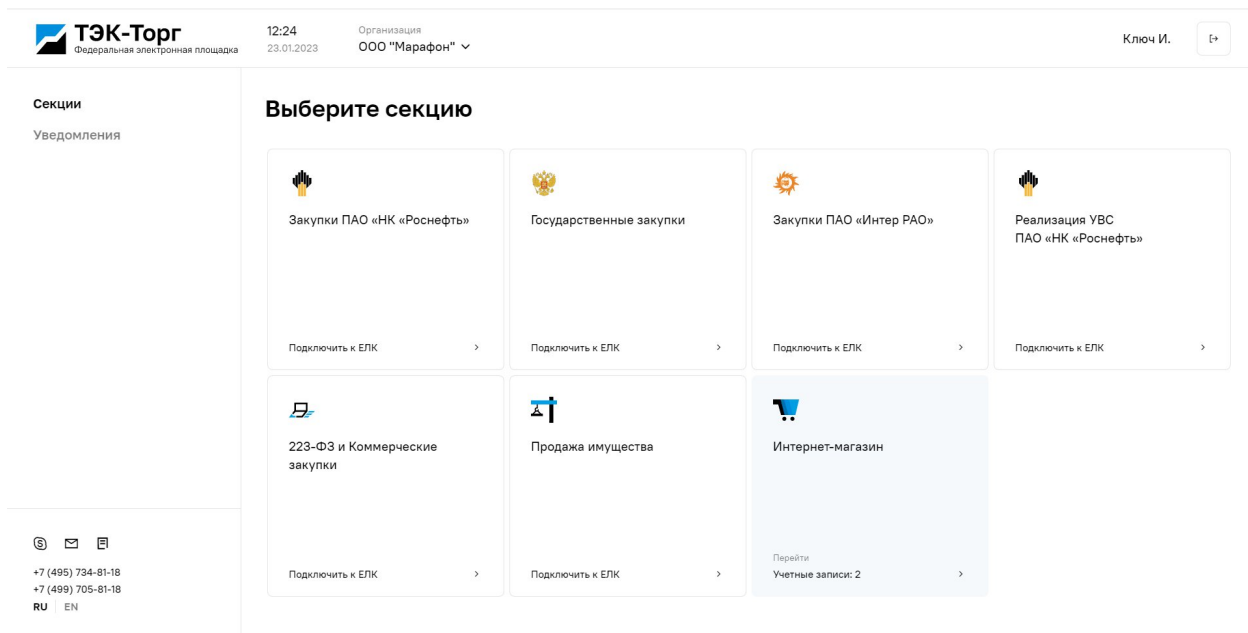 ТЭК-Торг
Федеральная электронная площадка
12:24
23.01.2023
Организация
ООО "Марафон"
Ключ И.
Секции
Уведомления
Выберите секцию
Закупки ПАО «НК «Роснефть»
Подключить к ЕЛК
Государственные закупки
Подключить к ЕЛК
Закупки ПАО «Интер РАО»
Подключить к ЕЛК
Реализация УВС
ПАО «НК «Роснефть»
Подключить к ЕЛК
223-ФЗ и Коммерческие
закупки
Подключить к ЕЛК
Продажа имущества
Подключить к ЕЛК
Интернет-магазин
Перейти
Учетные записи: 2
+7 (495) 734-81-18
+7 (499) 705-81-18
RU EN